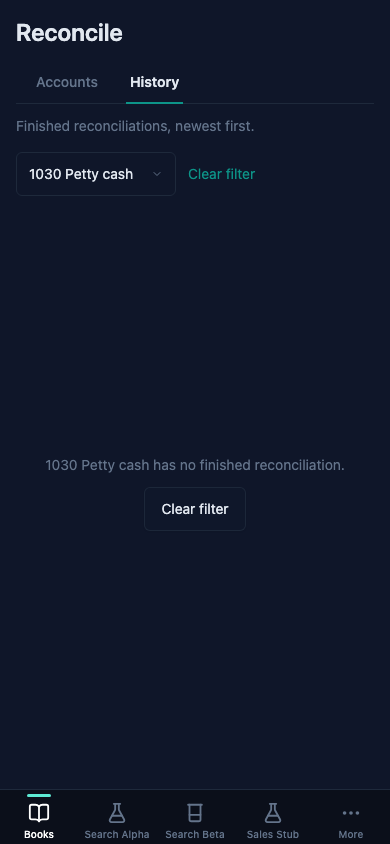 Reconcile
Accounts History
Finished reconciliations, newest first.
1030 Petty cash Clear filter
1030 Petty cash has no finished reconciliation.
Clear filter
Books Search Alpha Search Beta Sales Stub More